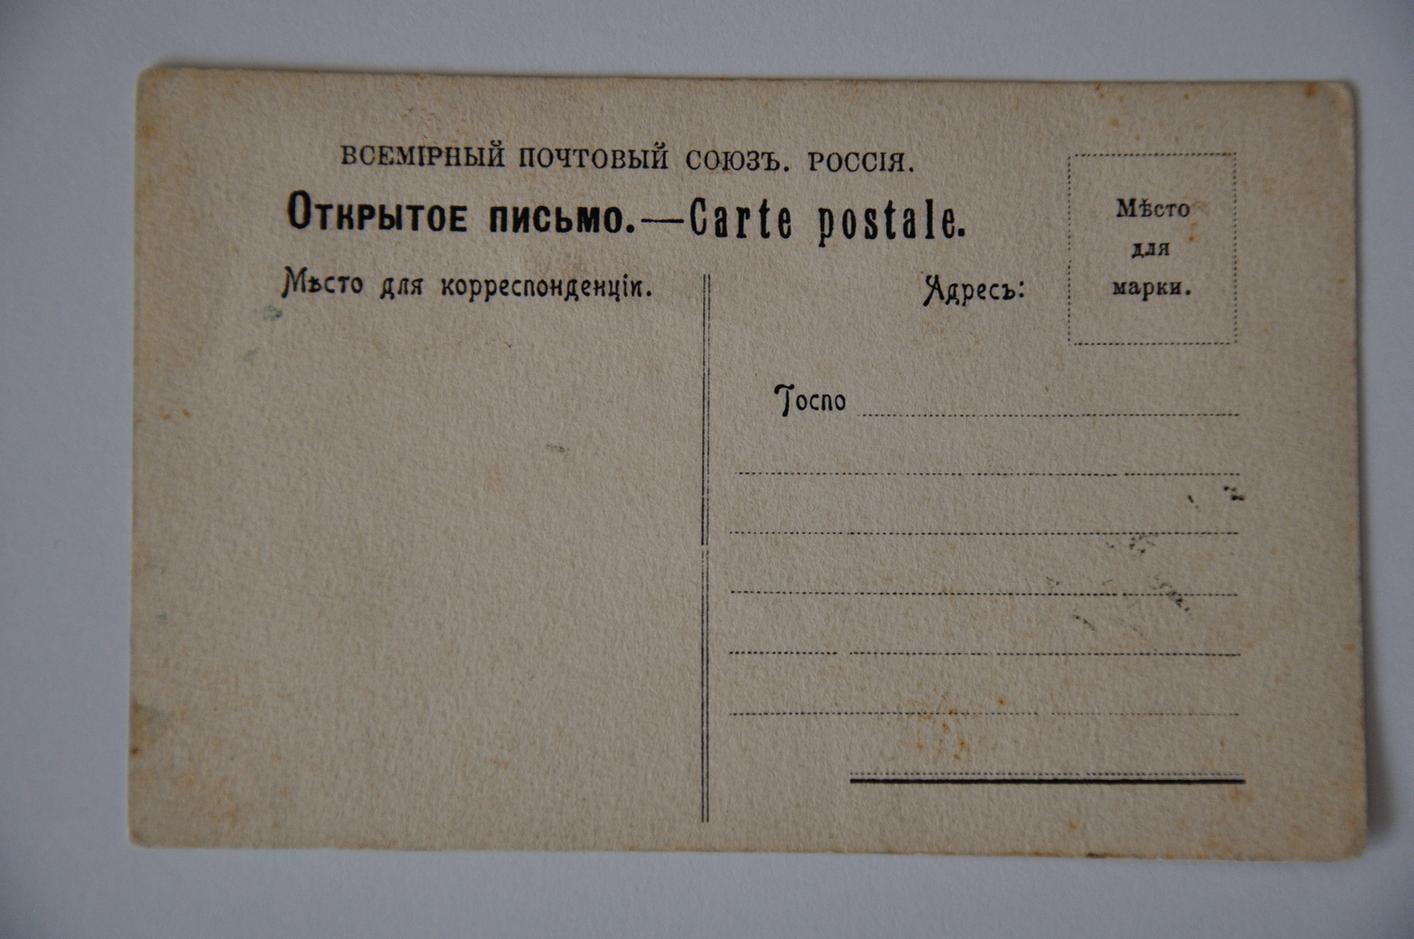 ВСЕМІРНЫЙ ПОЧТОВЫЙ СОЮЗЪ. РОССІЯ.
ОТКРЫТОЕ ПИСЬМО.—Carte postale.
Мѣсто для корреспонденціи.
Адресъ:
Мѣсто
для
марки.
Госпо